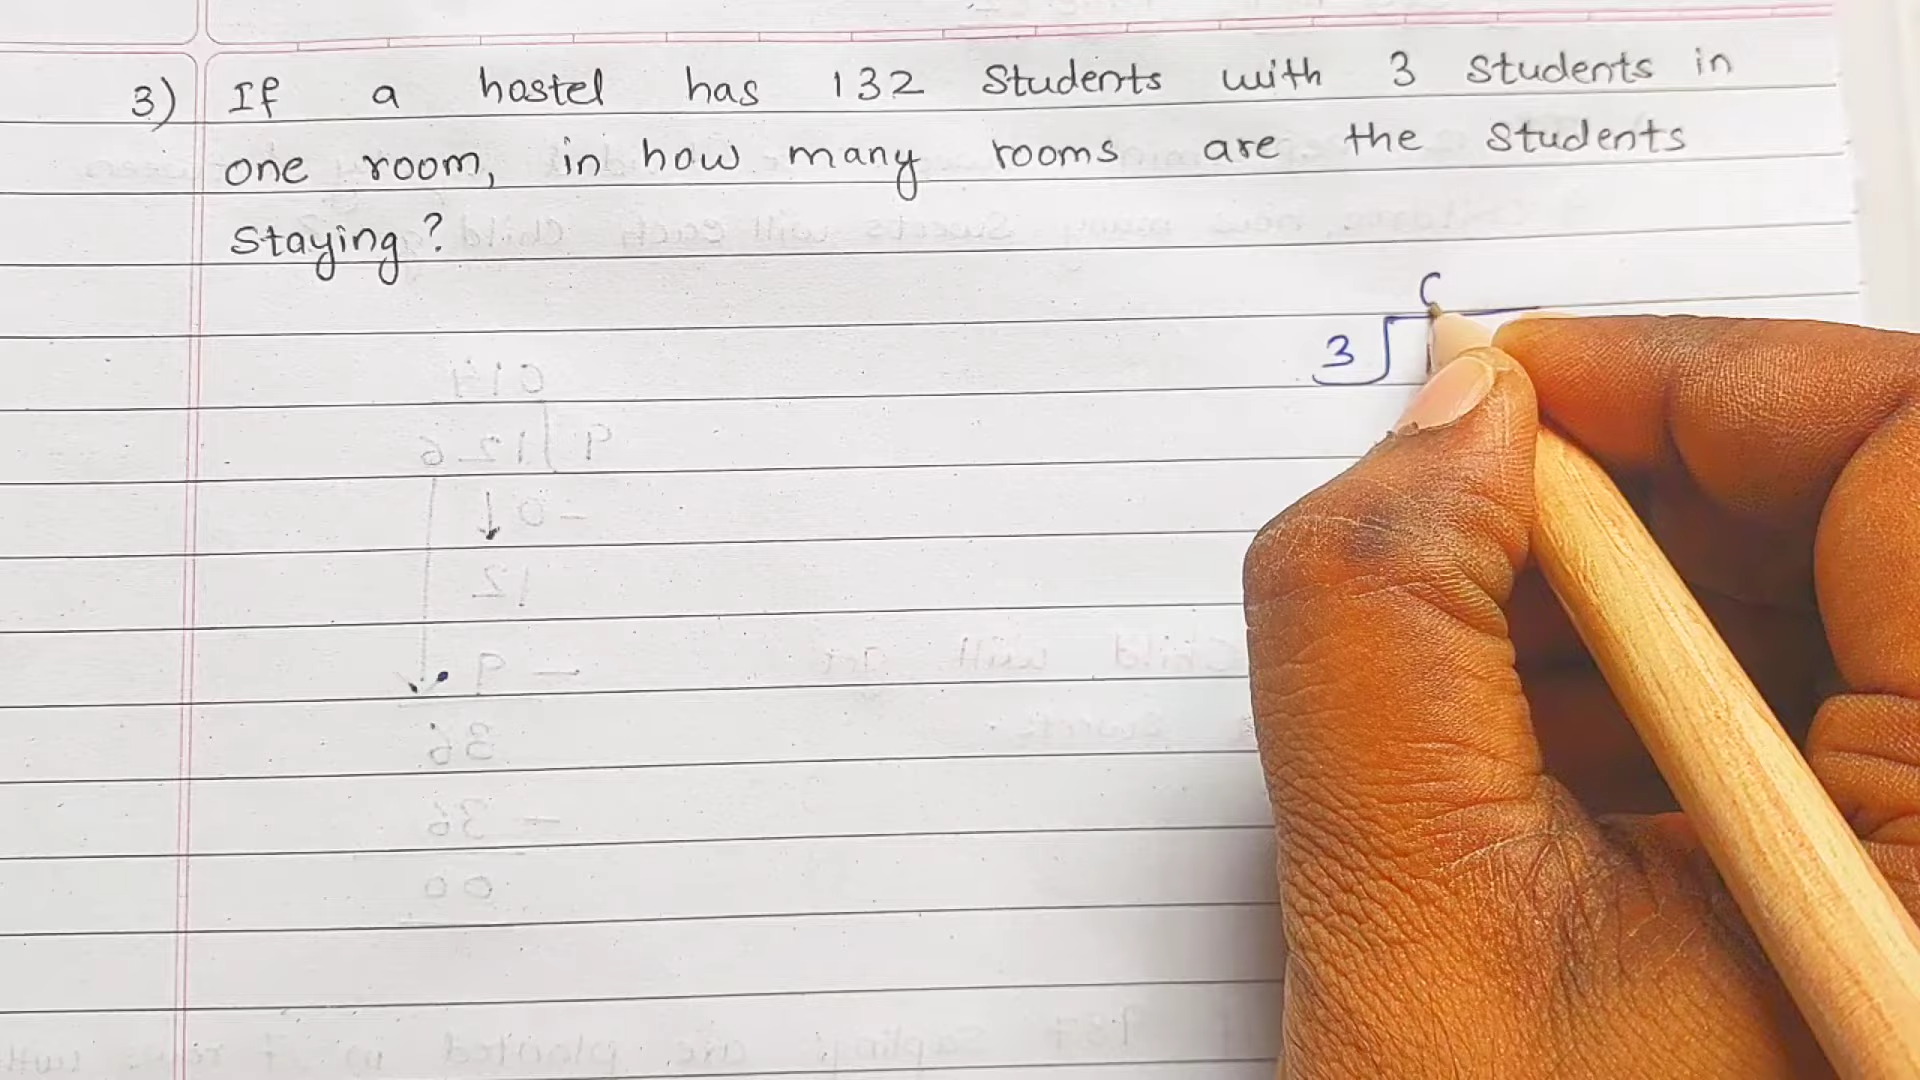 3) If a hostel has 132 Students with 3 students in
one room, in how many rooms are the students
staying?
3